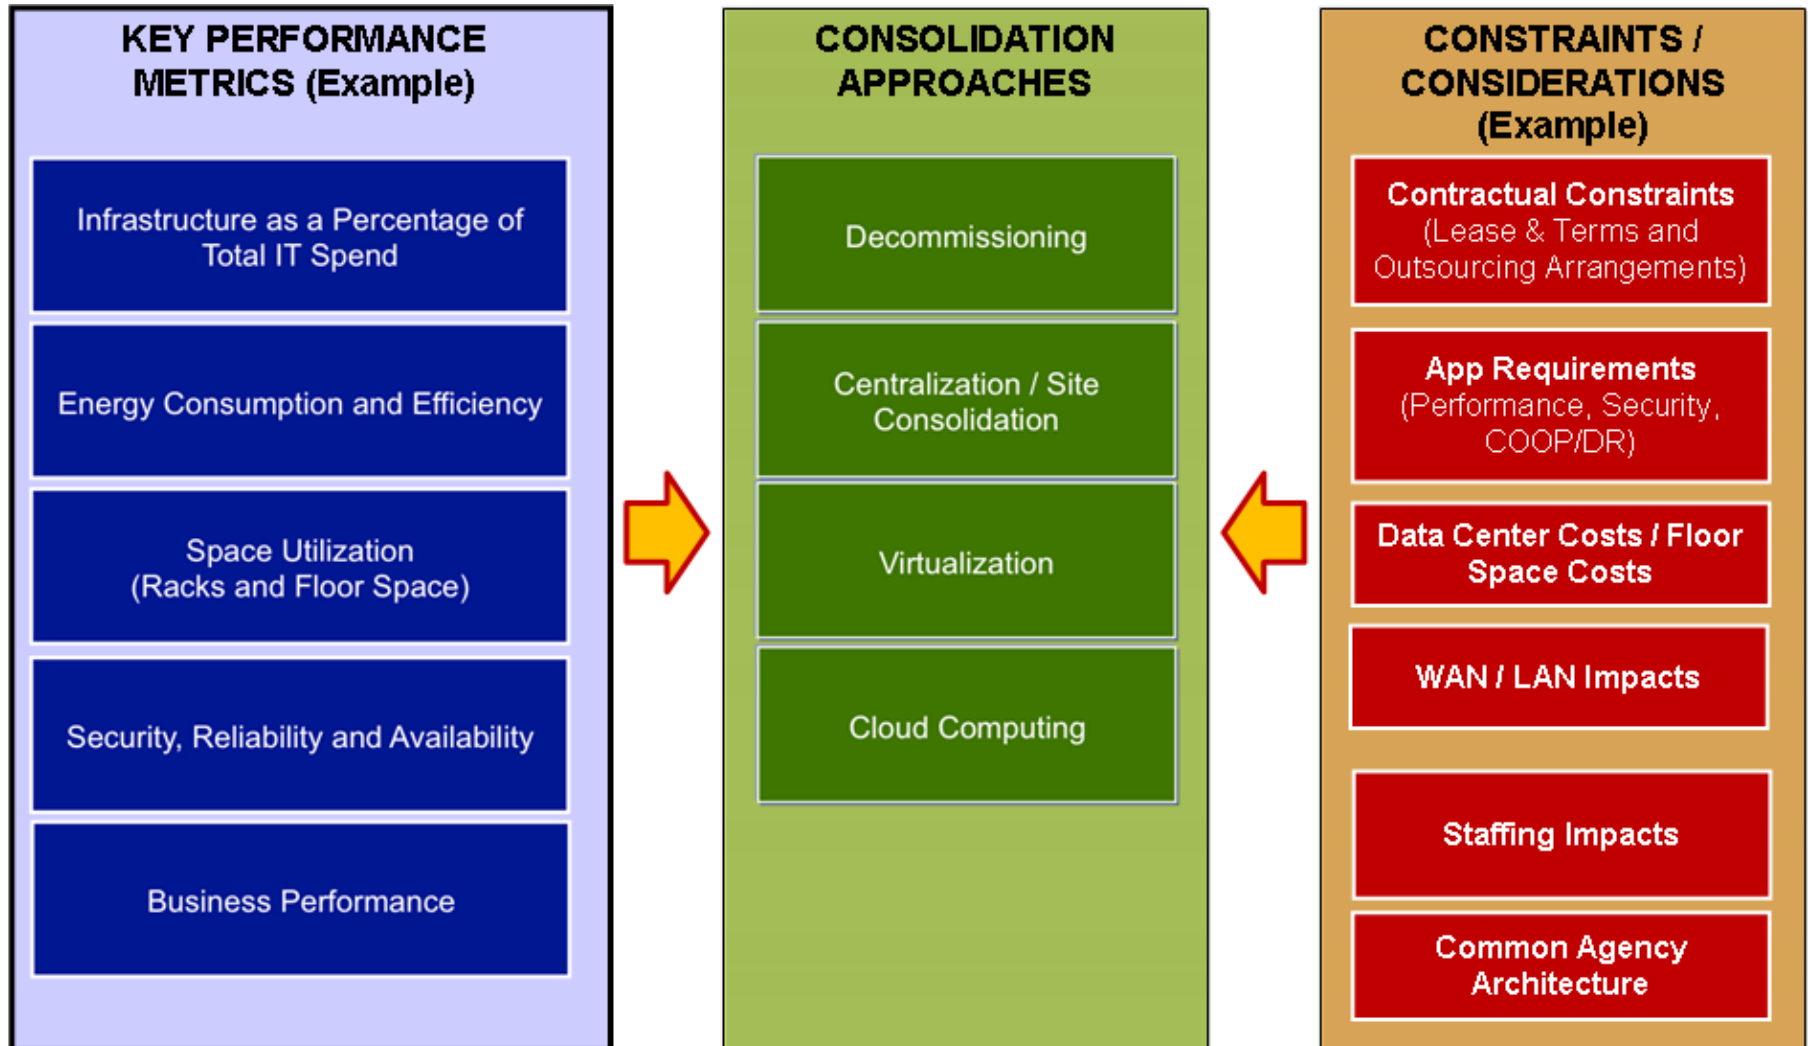 KEY PERFORMANCE
METRICS (Example)
Infrastructure as a Percentage of
Total IT Spend
Energy Consumption and Efficiency
Space Utilization
(Racks and Floor Space)
Security, Reliability and Availability
Business Performance
CONSOLIDATION
APPROACHES
Decommissioning
Centralization / Site
Consolidation
Virtualization
Cloud Computing
CONSTRAINTS /
CONSIDERATIONS
(Example)
Contractual Constraints
(Lease & Terms and
Outsourcing Arrangements)
App Requirements
(Performance, Security,
COOP/DR)
Data Center Costs / Floor
Space Costs
WAN / LAN Impacts
Staffing Impacts
Common Agency
Architecture